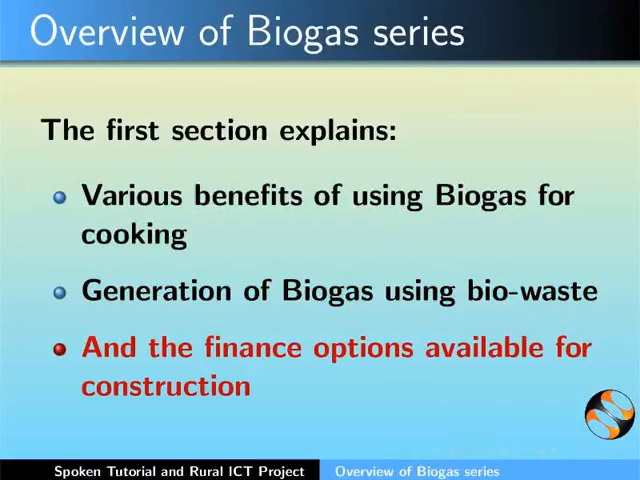 Overview of Biogas series
The first section explains:
Various benefits of using Biogas for
cooking
Generation of Biogas using bio-waste
And the finance options available for
construction
Spoken Tutorial and Rural ICT Project
Overview of Biogas series